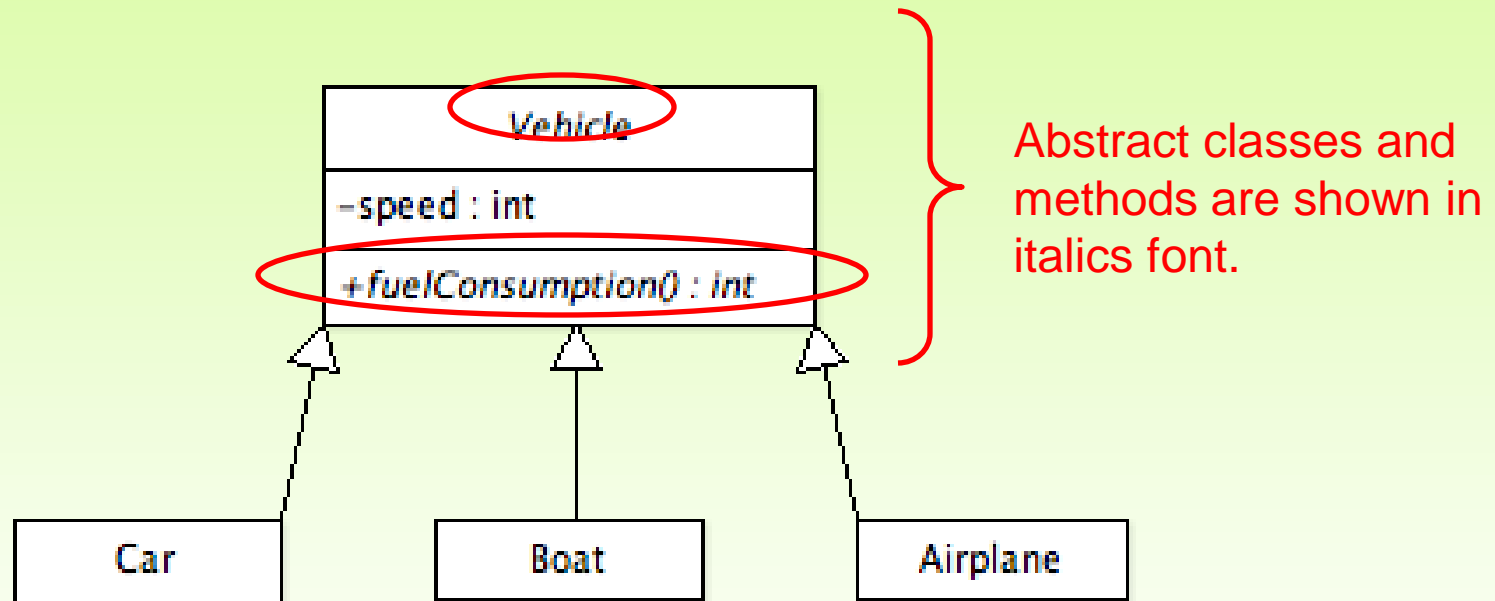 Vehicle
-speed : int
+fuelConsumption() : int
Abstract classes and
methods are shown in
italics font.
Car
Boat
Airplane